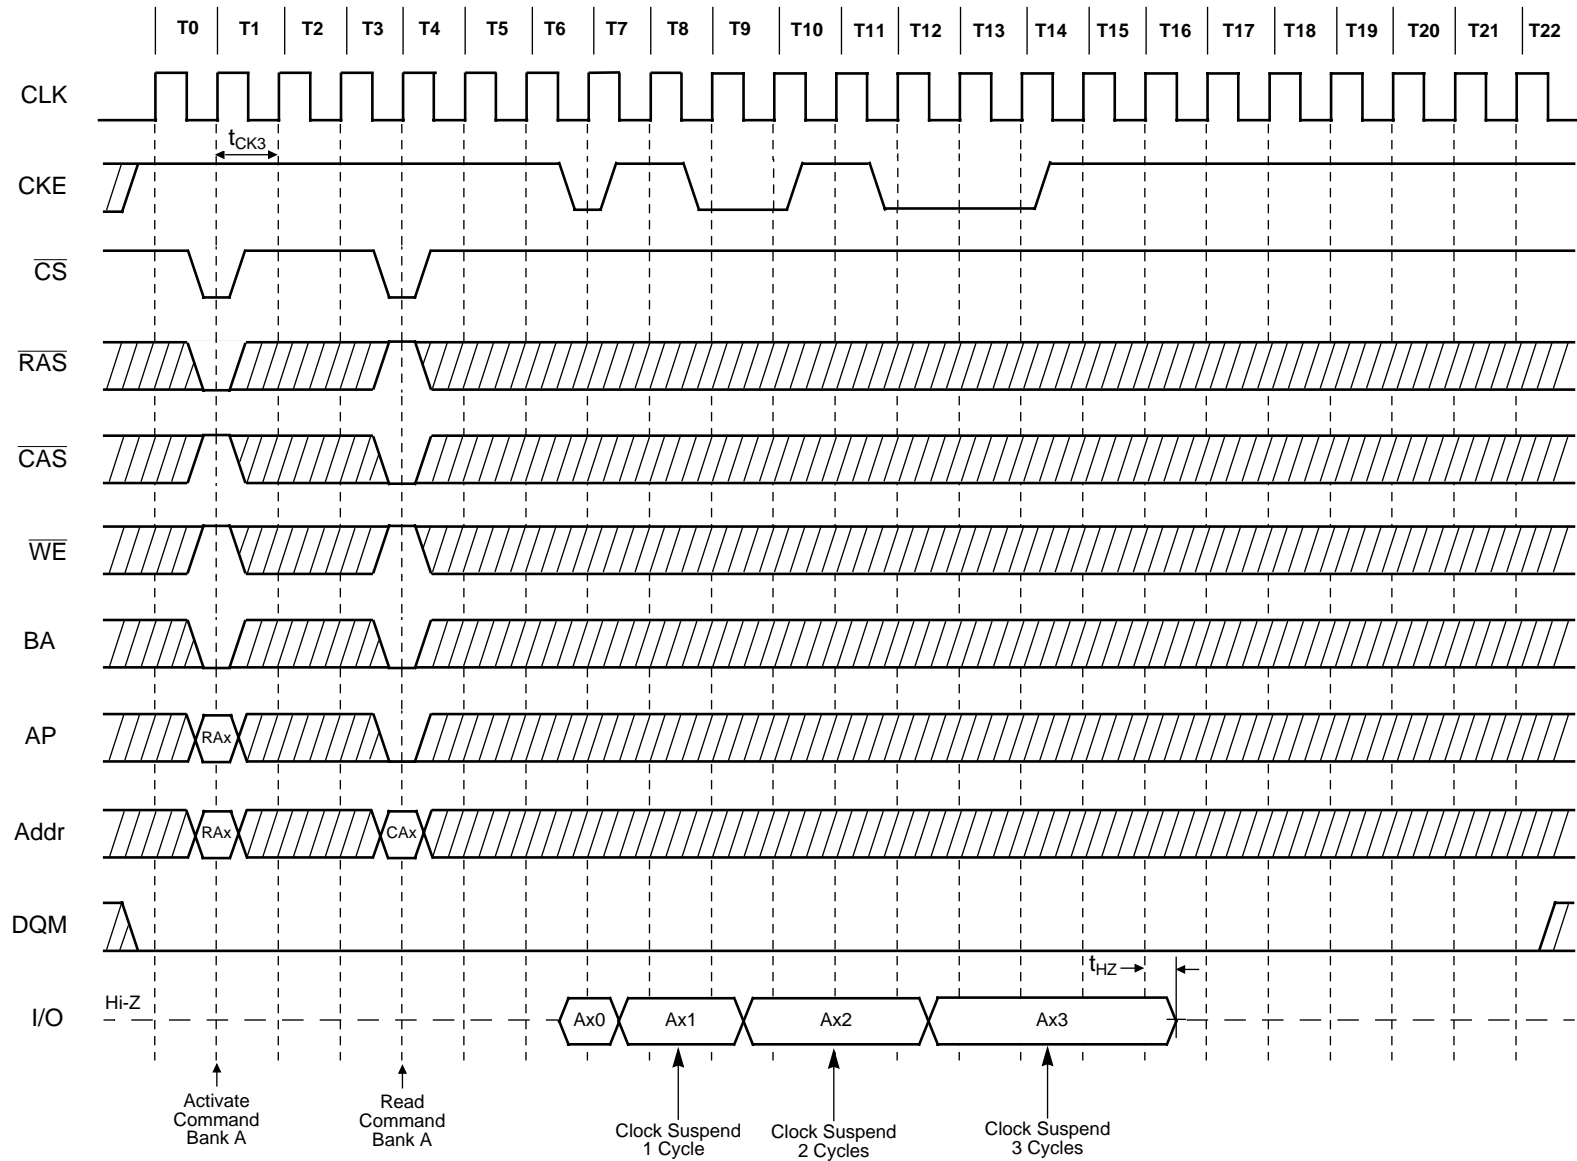 T0 T1 T2 T3 T4 T5 T6 T7 T8 T9 T10 T11 T12 T13 T14 T15 T16 T17 T18 T19 T20 T21 T22
CLK
tCK3
CKE
CS
RAS
CAS
WE
BA
AP
RAx
Addr
RAx
CAx
DQM
tHZ
Hi-Z
I/O
Ax0
Ax1
Ax2
Ax3
Activate
Command
Bank A
Read
Command
Bank A
Clock Suspend
1 Cycle
Clock Suspend
2 Cycles
Clock Suspend
3 Cycles